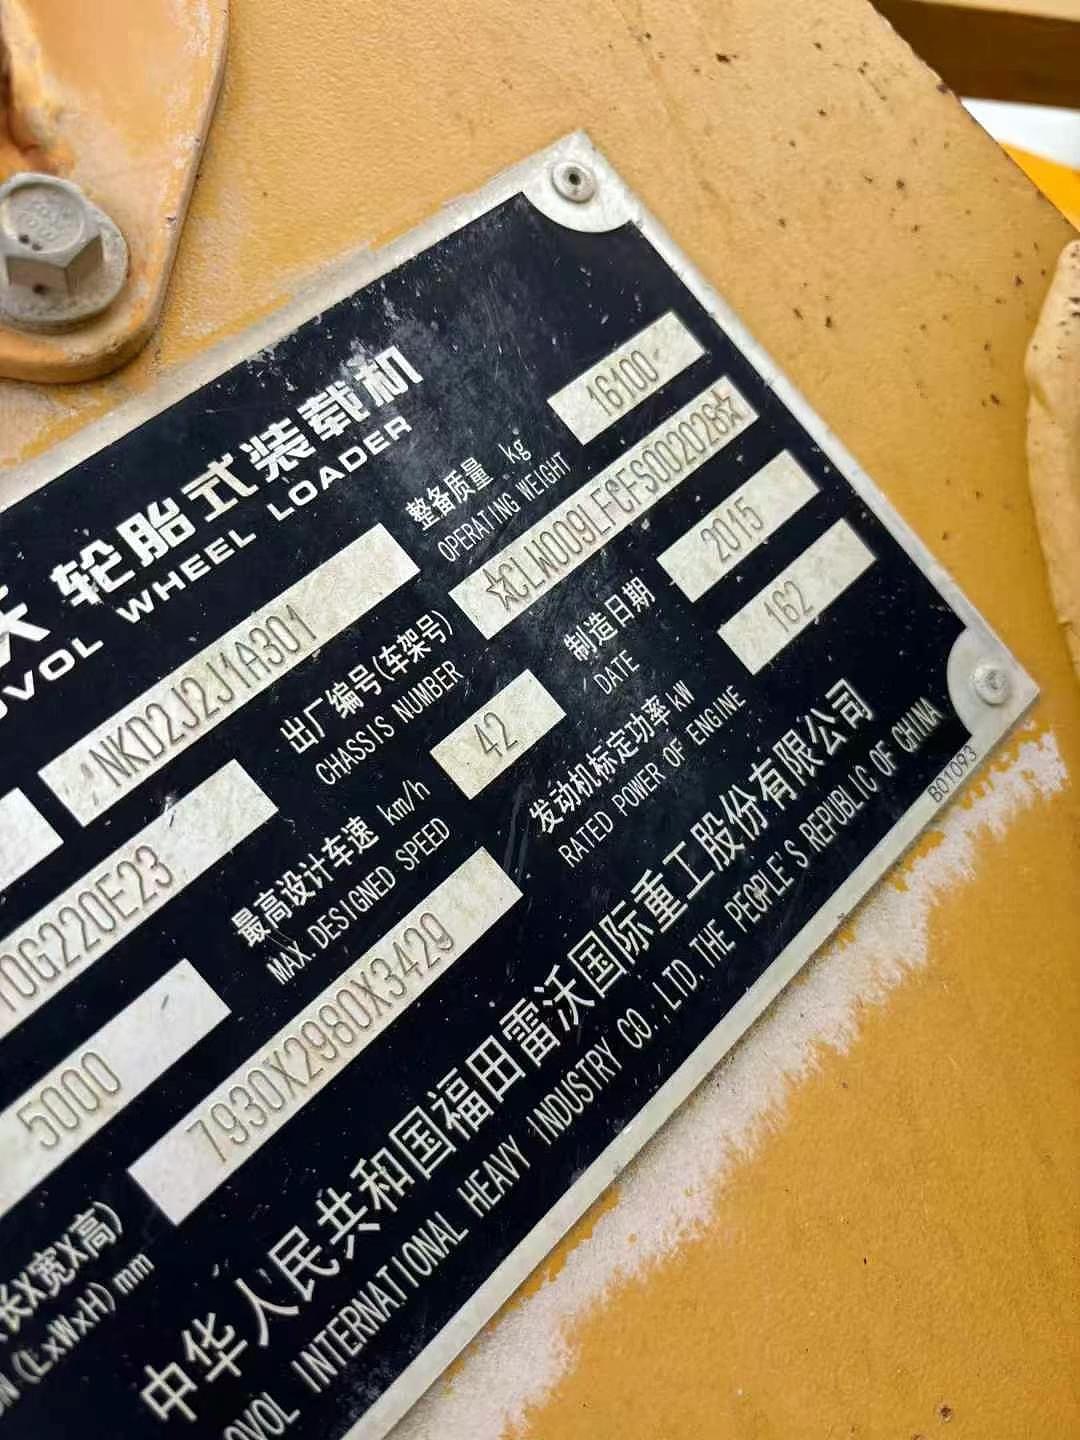 轮胎式装载机
WHEEL LOADER
NKD2J2J1A301
整备质量 kg
OPERATING WEIGHT
16100
出厂编号(车架号)
CHASSIS NUMBER
☆CLW009LFCFS002028☆
10G220E23
最高设计车速 km/h
MAX.DESIGNED SPEED
42
制造日期
DATE
2015
5000
7930X2980X3429
发动机标定功率 kW
RATED POWER OF ENGINE
162
长X宽X高)
(LxWxH)mm
中华人民共和国福田雷沃国际重工股份有限公司
INTERNATIONAL HEAVY INDUSTRY CO.,LTD.THE PEOPLE'S REPUBLIC OF CHINA
B01093